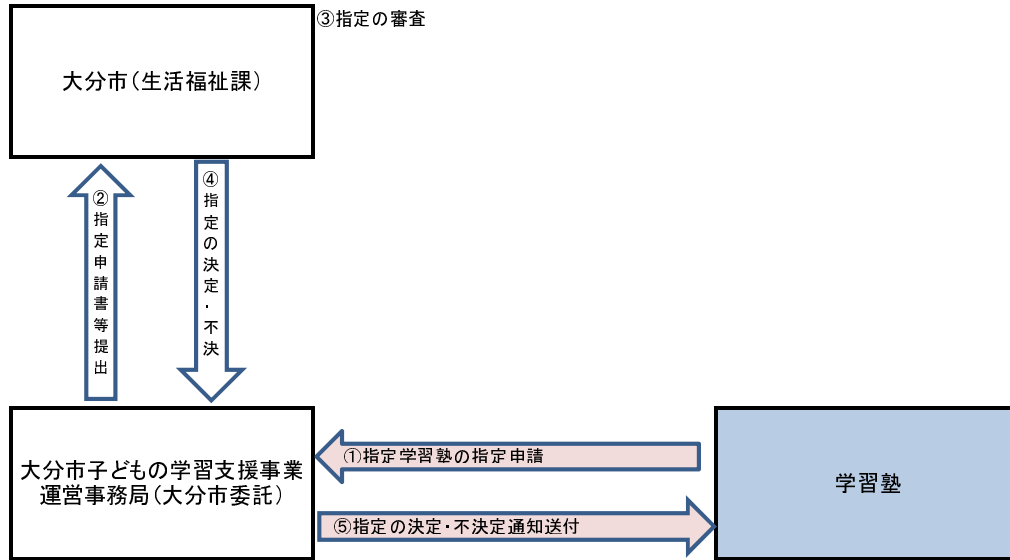 ③指定の審査
大分市（生活福祉課）
②指定申請書等提出
④指定の決定・不決
大分市子どもの学習支援事業
運営事務局（大分市委託）
①指定学習塾の指定申請
学習塾
⑤指定の決定・不決定通知送付